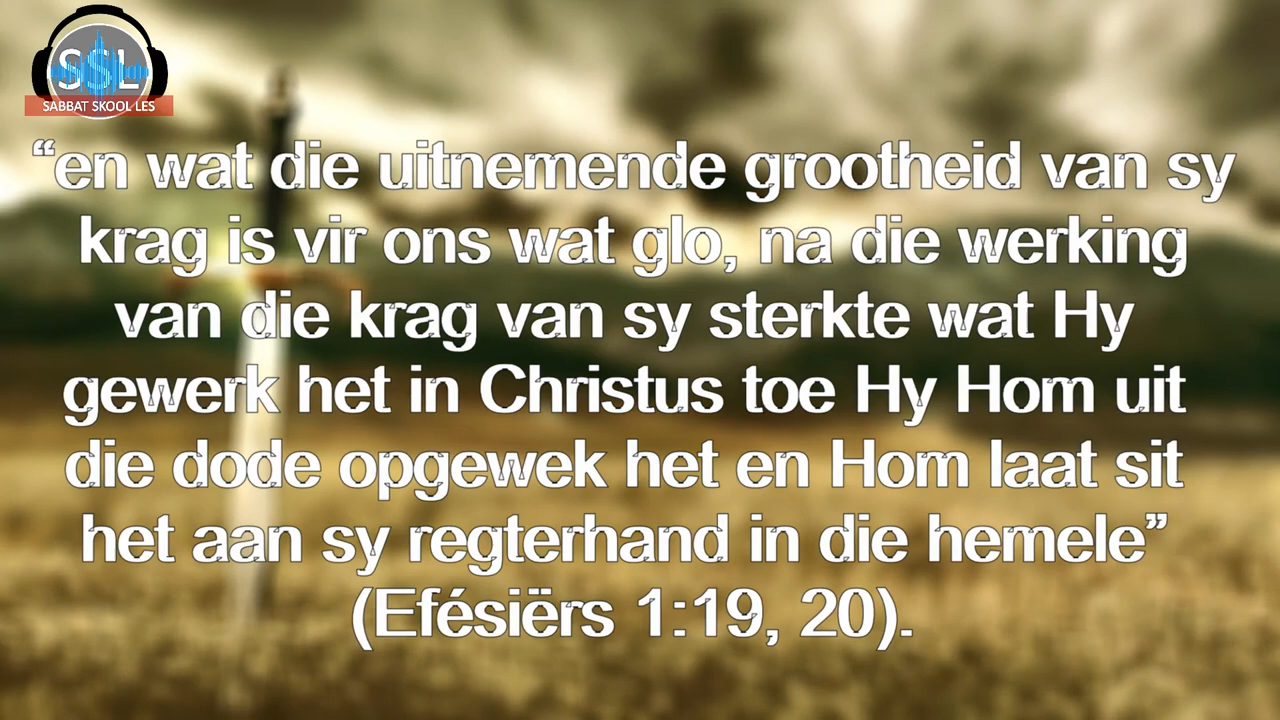 SSL
SABBAT SKOOL LES
“en wat die uitnemende grootheid van sy
krag is vir ons wat glo, na die werking
van die krag van sy sterkte wat Hy
gewerk het in Christus toe Hy Hom uit
die dode opgewek het en Hom laat sit
het aan sy regterhand in die hemele”
(Efésiërs 1:19, 20).